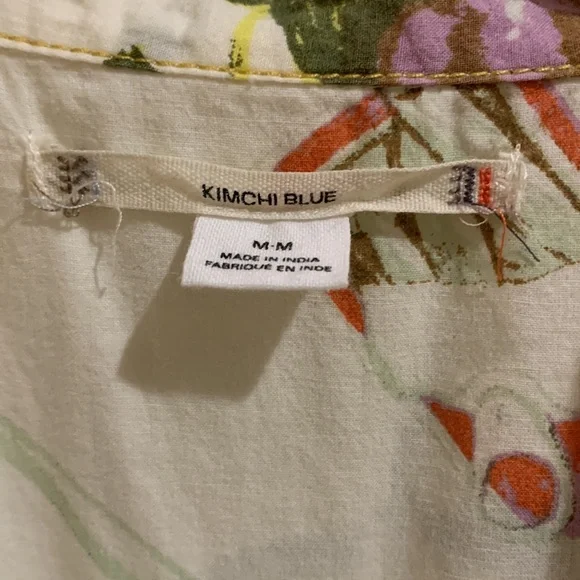 KIMCHI BLUE
M-M
MADE IN INDIA
FABRIQUÉ EN INDE